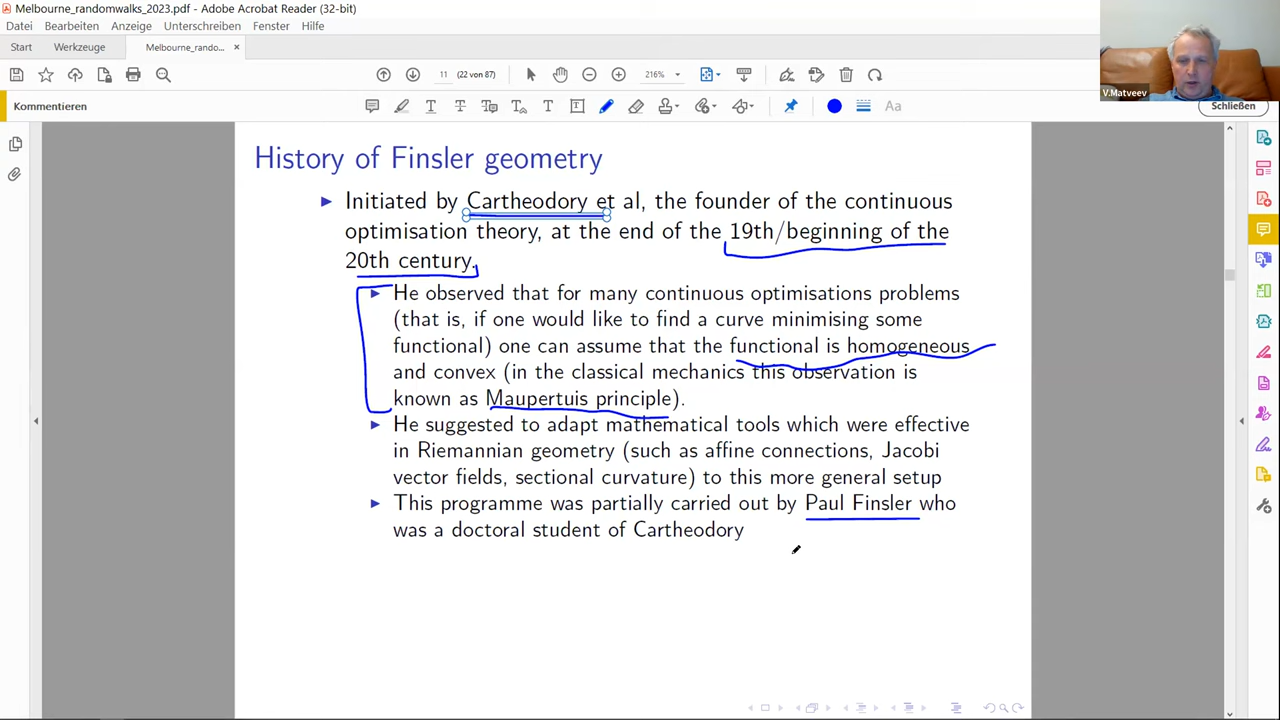 Melbourne_randomwalks_2023.pdf - Adobe Acrobat Reader (32-bit)
Datei Bearbeiten Anzeige Unterschreiben Fenster Hilfe
Start Werkzeuge Melbourne_rando... ×
11 (22 von 87) 216%
Kommentieren
Aa
V.Matveev
Schließen
History of Finsler geometry
Initiated by Cartheodory et al, the founder of the continuous
optimisation theory, at the end of the 19th/beginning of the
20th century.
He observed that for many continuous optimisations problems
(that is, if one would like to find a curve minimising some
functional) one can assume that the functional is homogeneous
and convex (in the classical mechanics this observation is
known as Maupertuis principle).
He suggested to adapt mathematical tools which were effective
in Riemannian geometry (such as affine connections, Jacobi
vector fields, sectional curvature) to this more general setup
This programme was partially carried out by Paul Finsler who
was a doctoral student of Cartheodory